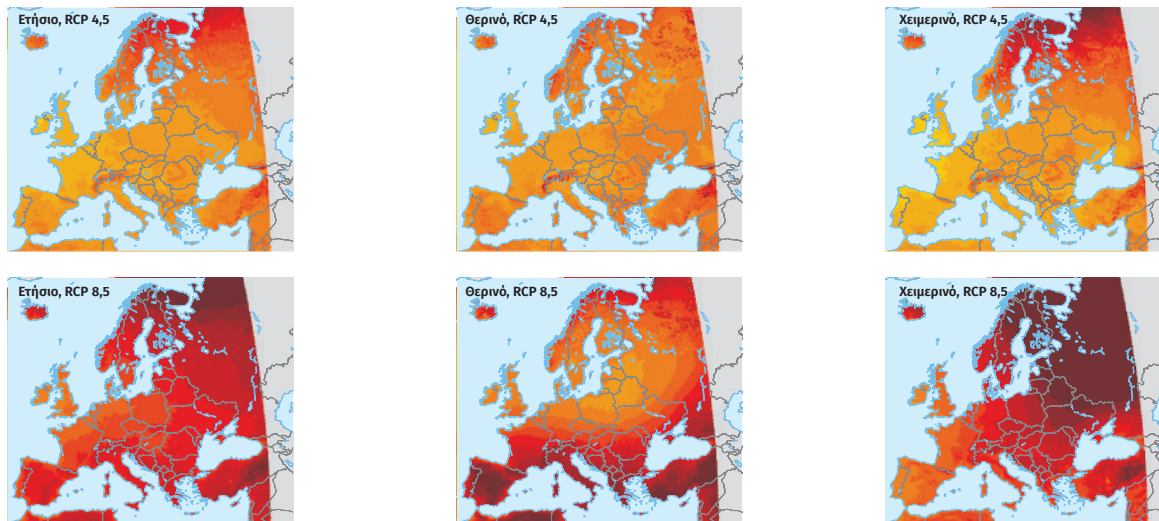 Ετήσιο, RCP 4,5
Θερινό, RCP 4,5
Χειμερινό, RCP 4,5
Ετήσιο, RCP 8,5
Θερινό, RCP 8,5
Χειμερινό, RCP 8,5